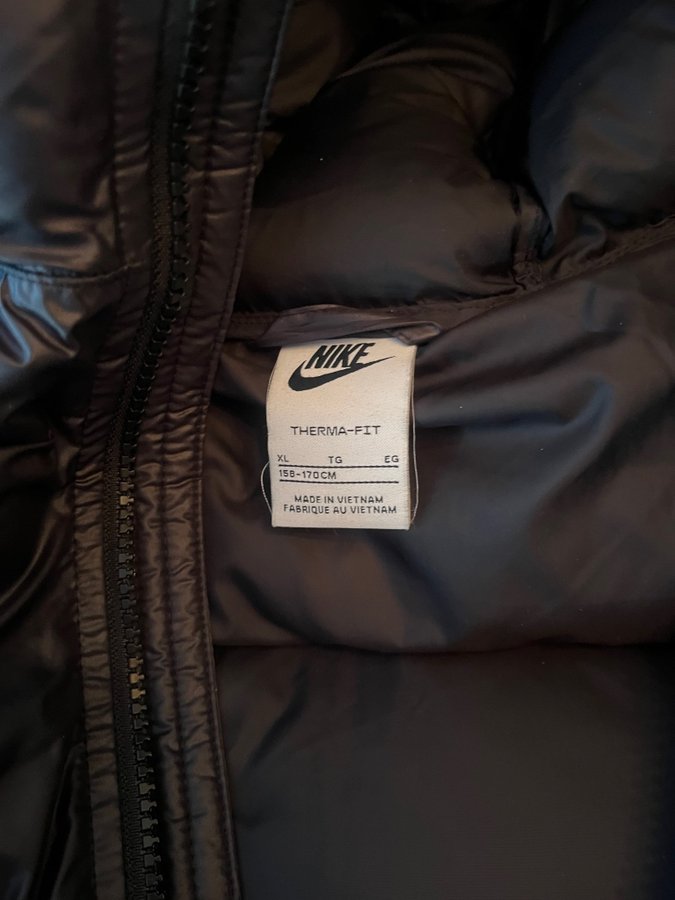 NIKE
THERMA-FIT
XL TG EG
158-170CM
MADE IN VIETNAM
FABRIQUE AU VIETNAM